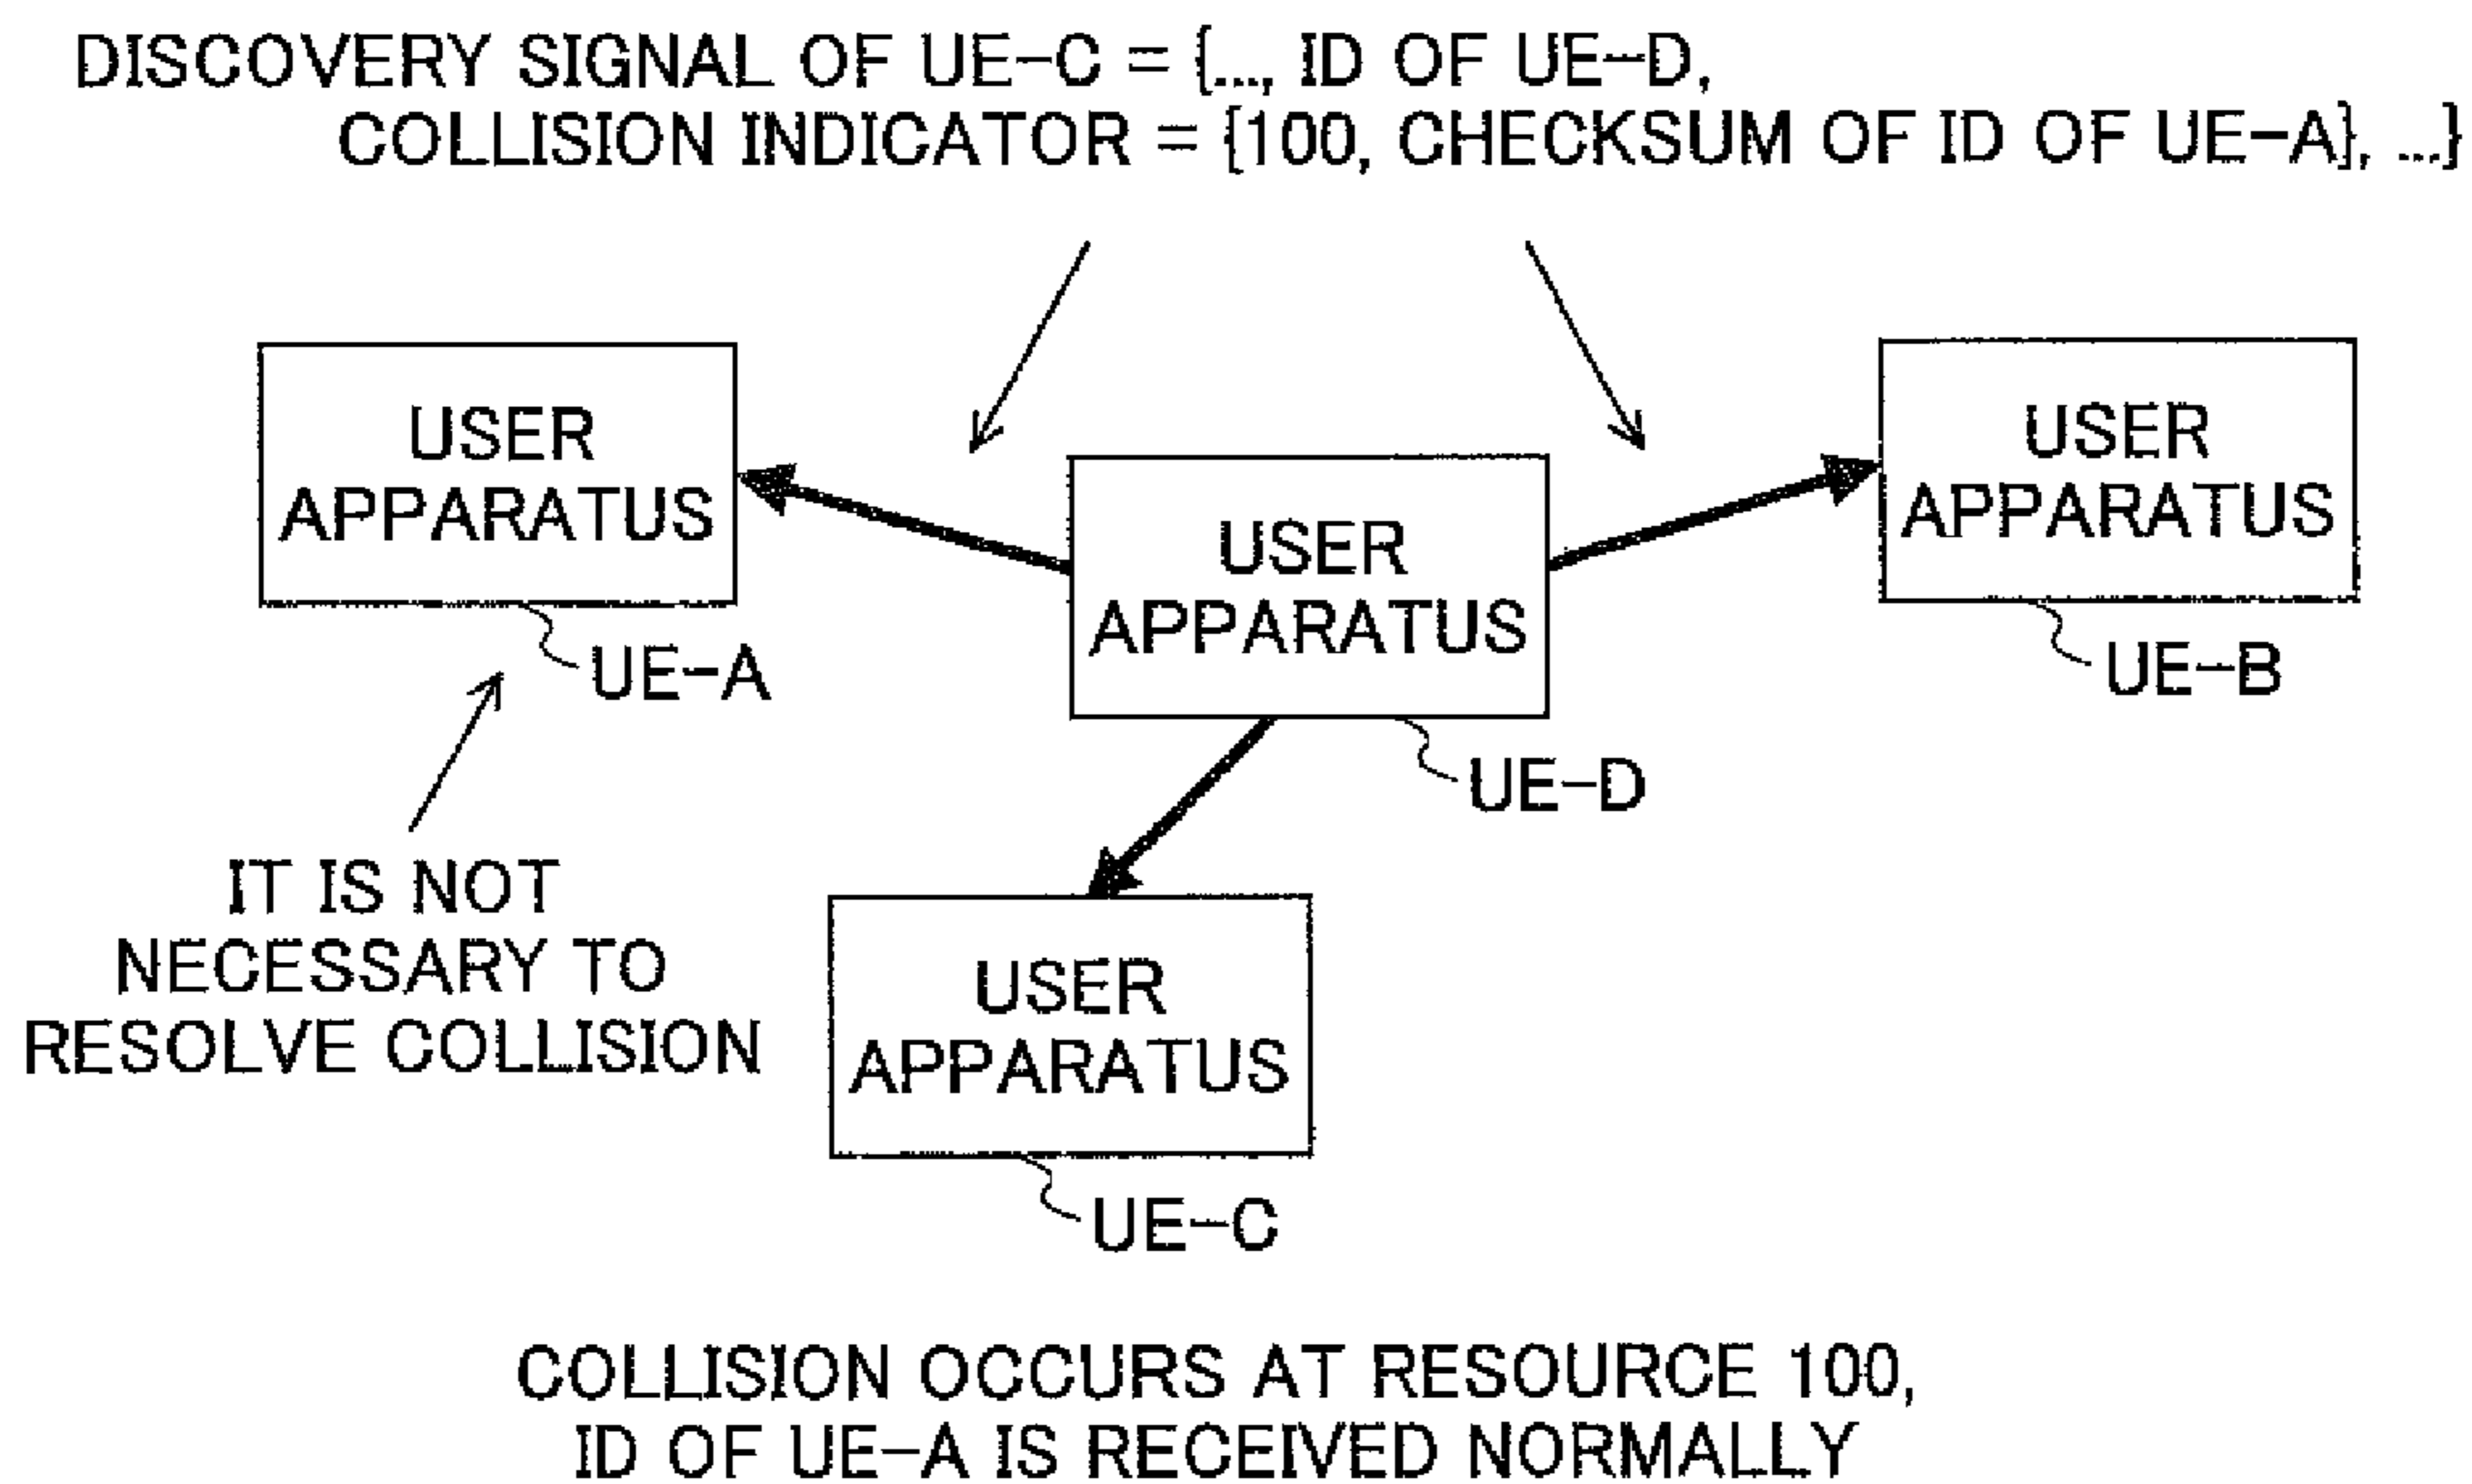 DISCOVERY SIGNAL OF UE-C = {..., ID OF UE-D,
COLLISION INDICATOR = {100, CHECKSUM OF ID OF UE-A}, ...}
USER
APPARATUS
UE-A
USER
APPARATUS
UE-B
USER
APPARATUS
UE-D
IT IS NOT
NECESSARY TO
RESOLVE COLLISION
USER
APPARATUS
UE-C
COLLISION OCCURS AT RESOURCE 100,
ID OF UE-A IS RECEIVED NORMALLY